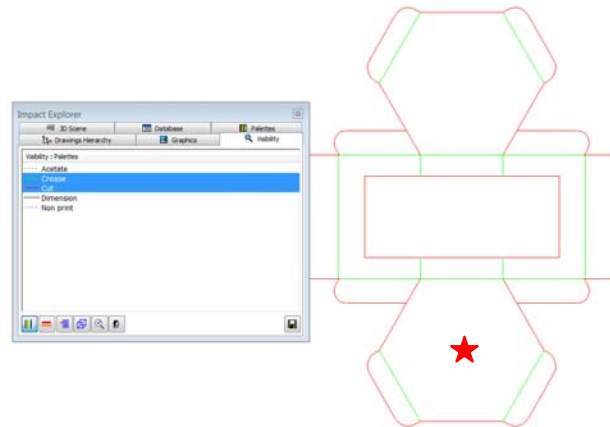 Impact Explorer
3D Scene Database Palettes
Drawings Hierarchy Graphics Visibility
Visibility : Palettes
Acetate
Crease
Cut
Dimension
Non print